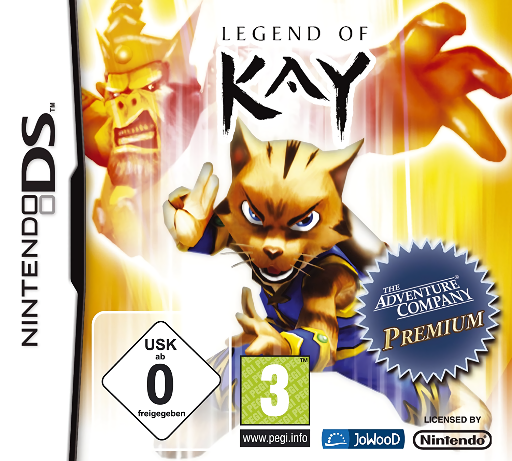 NINTENDO DS™
LEGEND OF
KAY
THE
ADVENTURE®
COMPANY
PREMIUM
USK
ab
0
freigegeben
3
™
www.pegi.info
JoWooD
LICENSED BY
Nintendo®